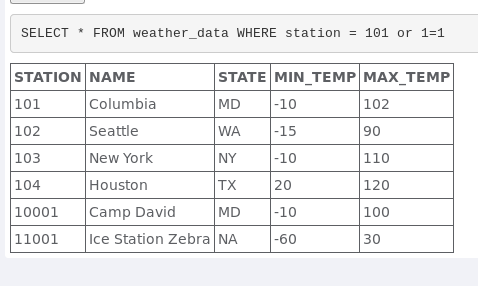 SELECT * FROM weather_data WHERE station = 101 or 1=1
STATION NAME STATE MIN_TEMP MAX_TEMP
101 Columbia MD -10 102
102 Seattle WA -15 90
103 New York NY -10 110
104 Houston TX 20 120
10001 Camp David MD -10 100
11001 Ice Station Zebra NA -60 30